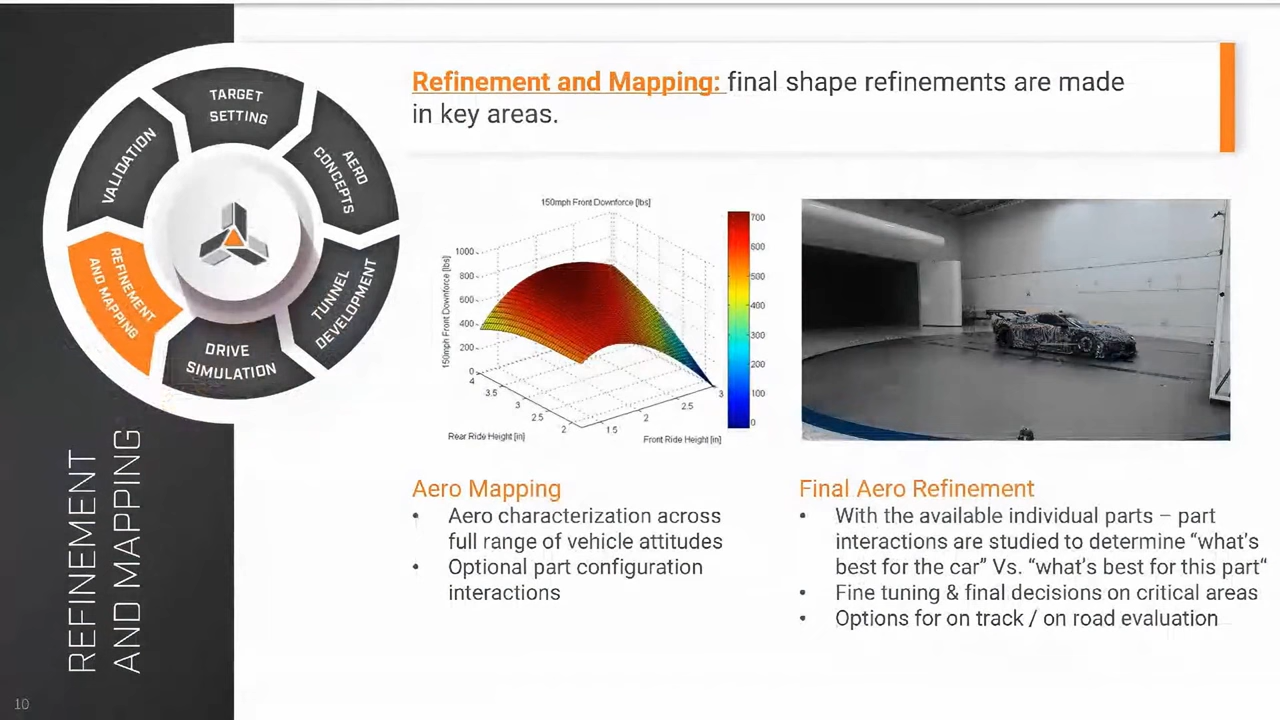 TARGET
SETTING
AERO
CONCEPTS
TUNNEL
DEVELOPMENT
DRIVE
SIMULATION
REFINEMENT
AND MAPPING
VALIDATION
REFINEMENT
AND MAPPING
10
Refinement and Mapping: final shape refinements are made
in key areas.
150mph Front Downforce [lbs]
150mph Front Downforce [lbs]
1000
800
600
400
200
0
4
3.5
3
2.5
2
Rear Ride Height [in]
1.5
2
2.5
3
Front Ride Height [in]
700
600
500
400
300
200
100
0
Aero Mapping
• Aero characterization across
full range of vehicle attitudes
• Optional part configuration
interactions
Final Aero Refinement
• With the available individual parts – part
interactions are studied to determine “what's
best for the car” Vs. “what's best for this part“
• Fine tuning & final decisions on critical areas
• Options for on track / on road evaluation